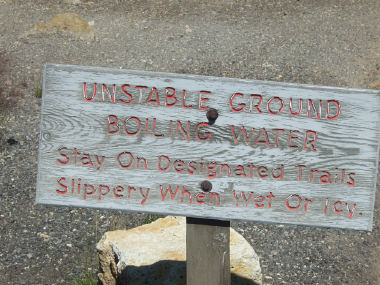 UNSTABLE GROUND
BOILING WATER
Stay On Designated Trails
Slippery When Wet Or Icy.